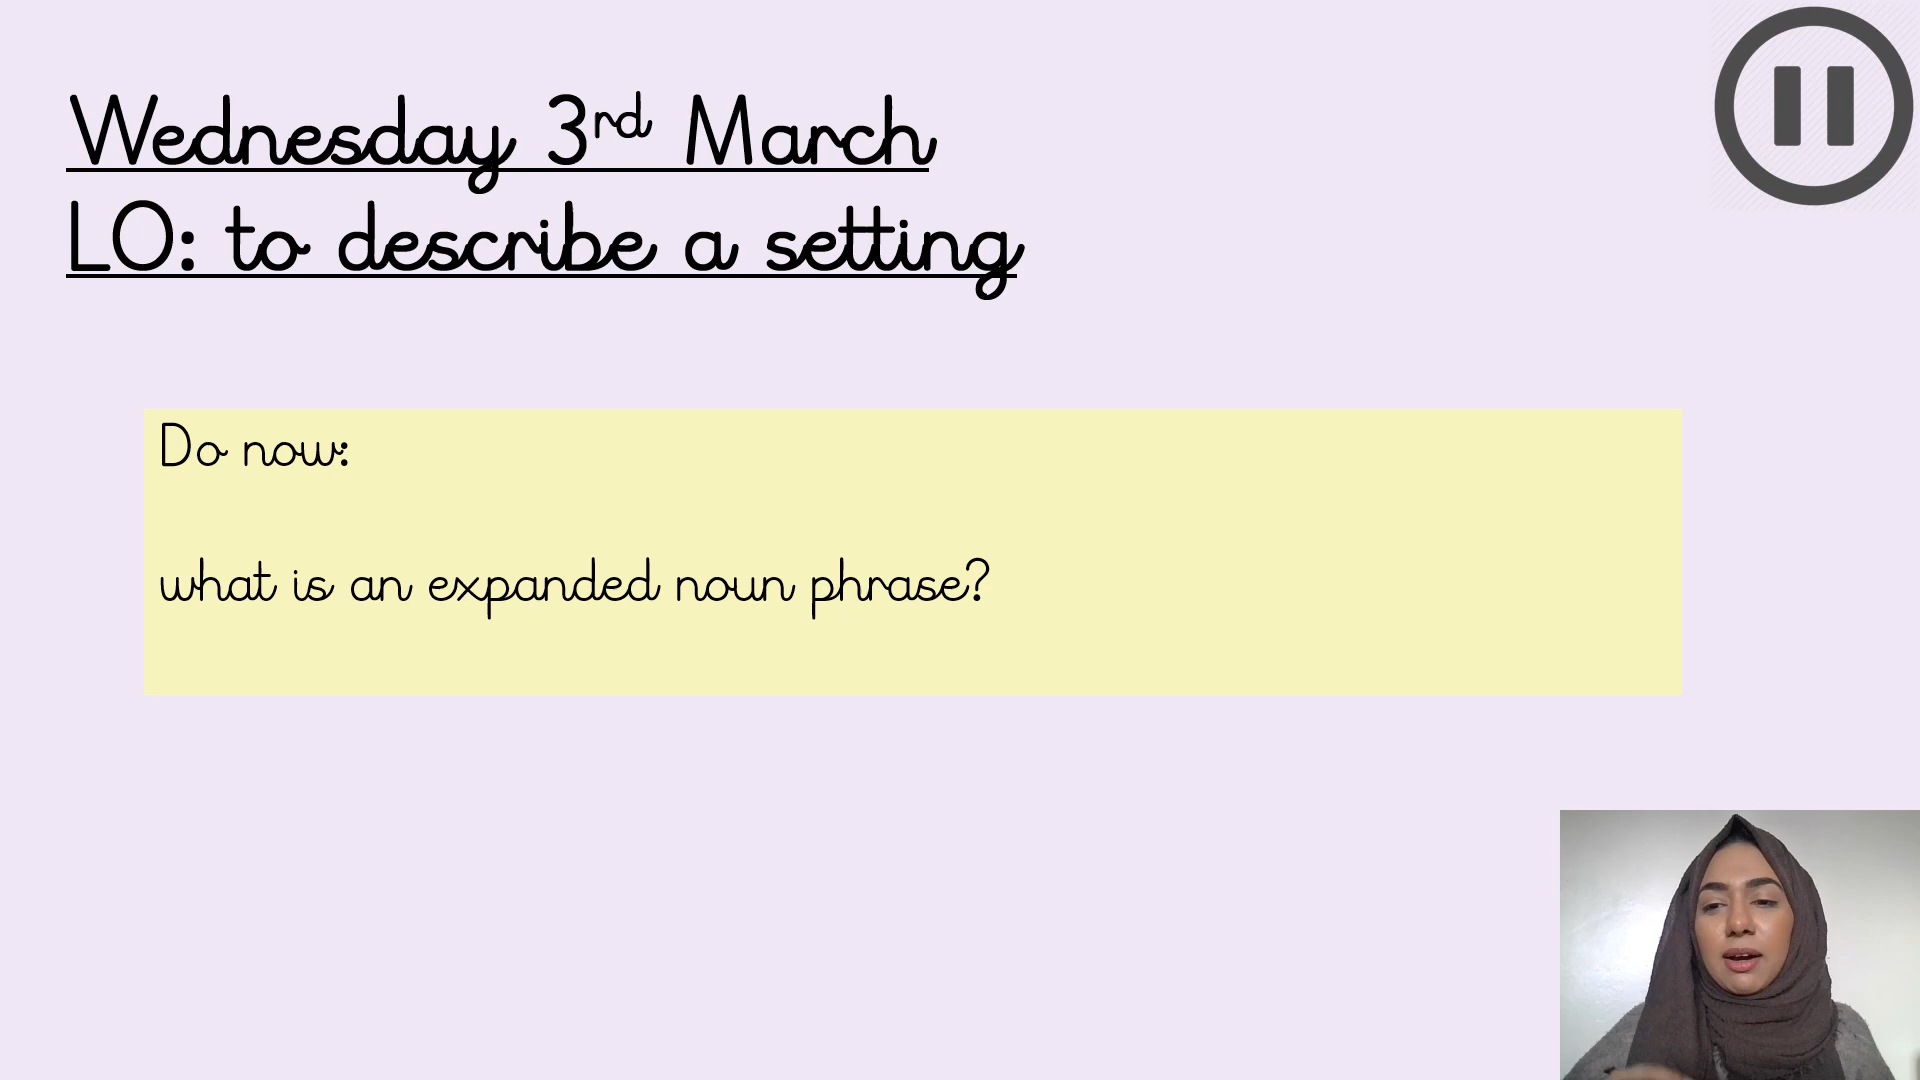 Wednesday 3rd March
LO: to describe a setting
Do now:
what is an expanded noun phrase?